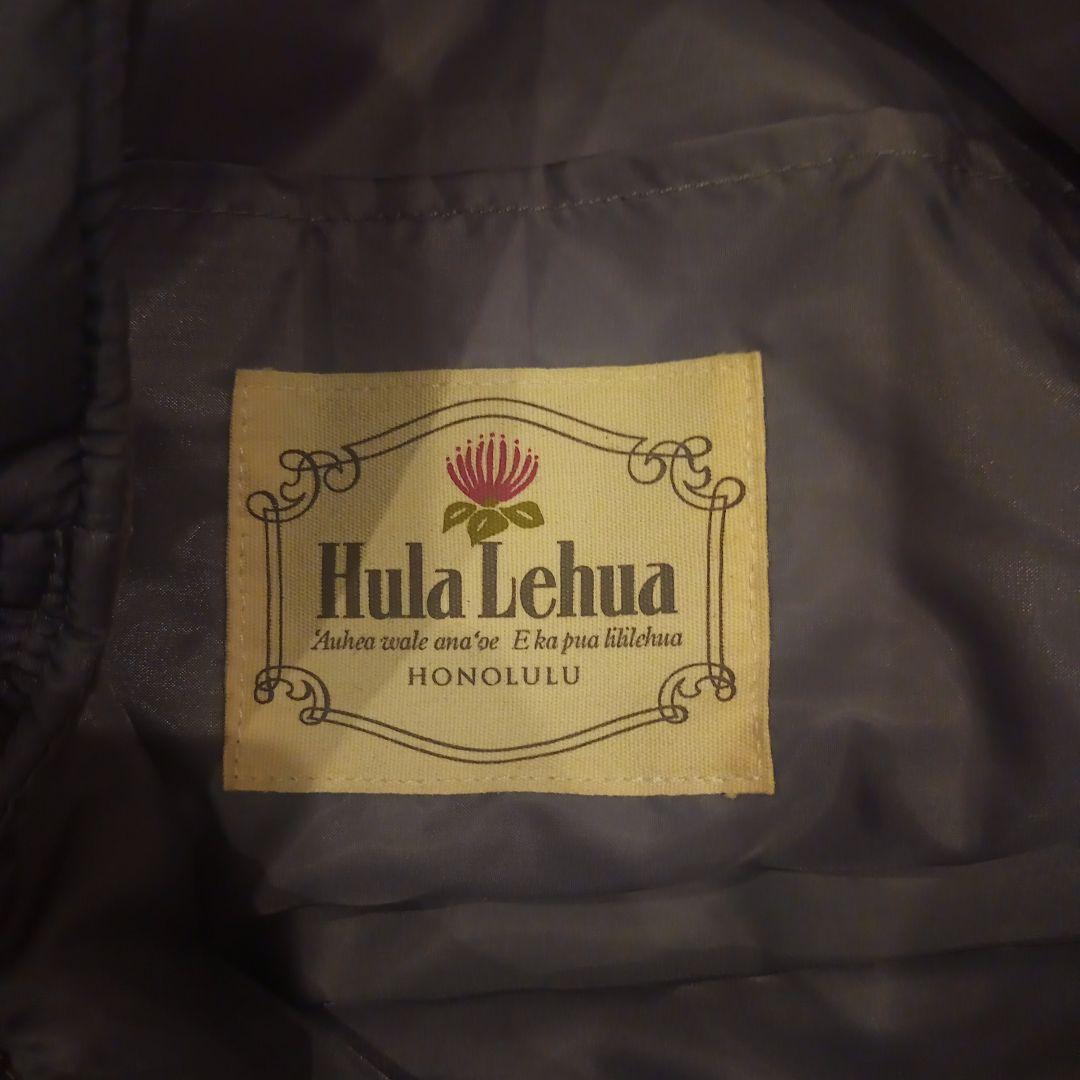 Hula Lehua
'Auhea wale ana 'oe E ka pua lililehua
HONOLULU